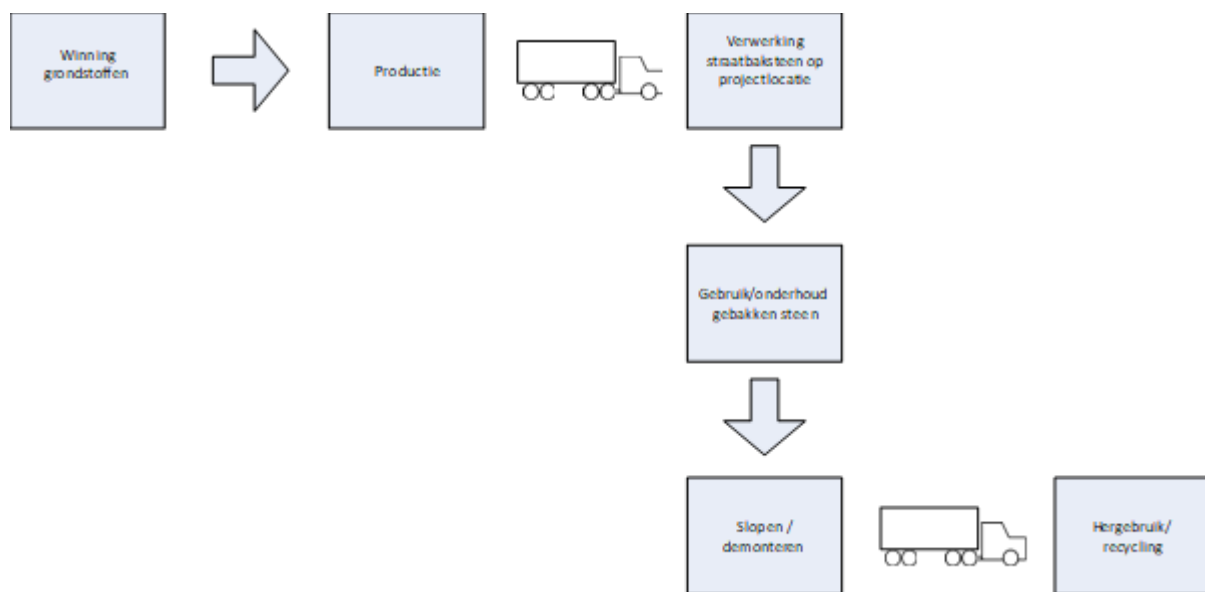 Winning
grondstoffen
Productie
Verwerking
straatbaksteen op
projectlocatie
Gebruik/onderhoud
gebakken steen
Slopen /
demonteren
Hergebruik/
recycling